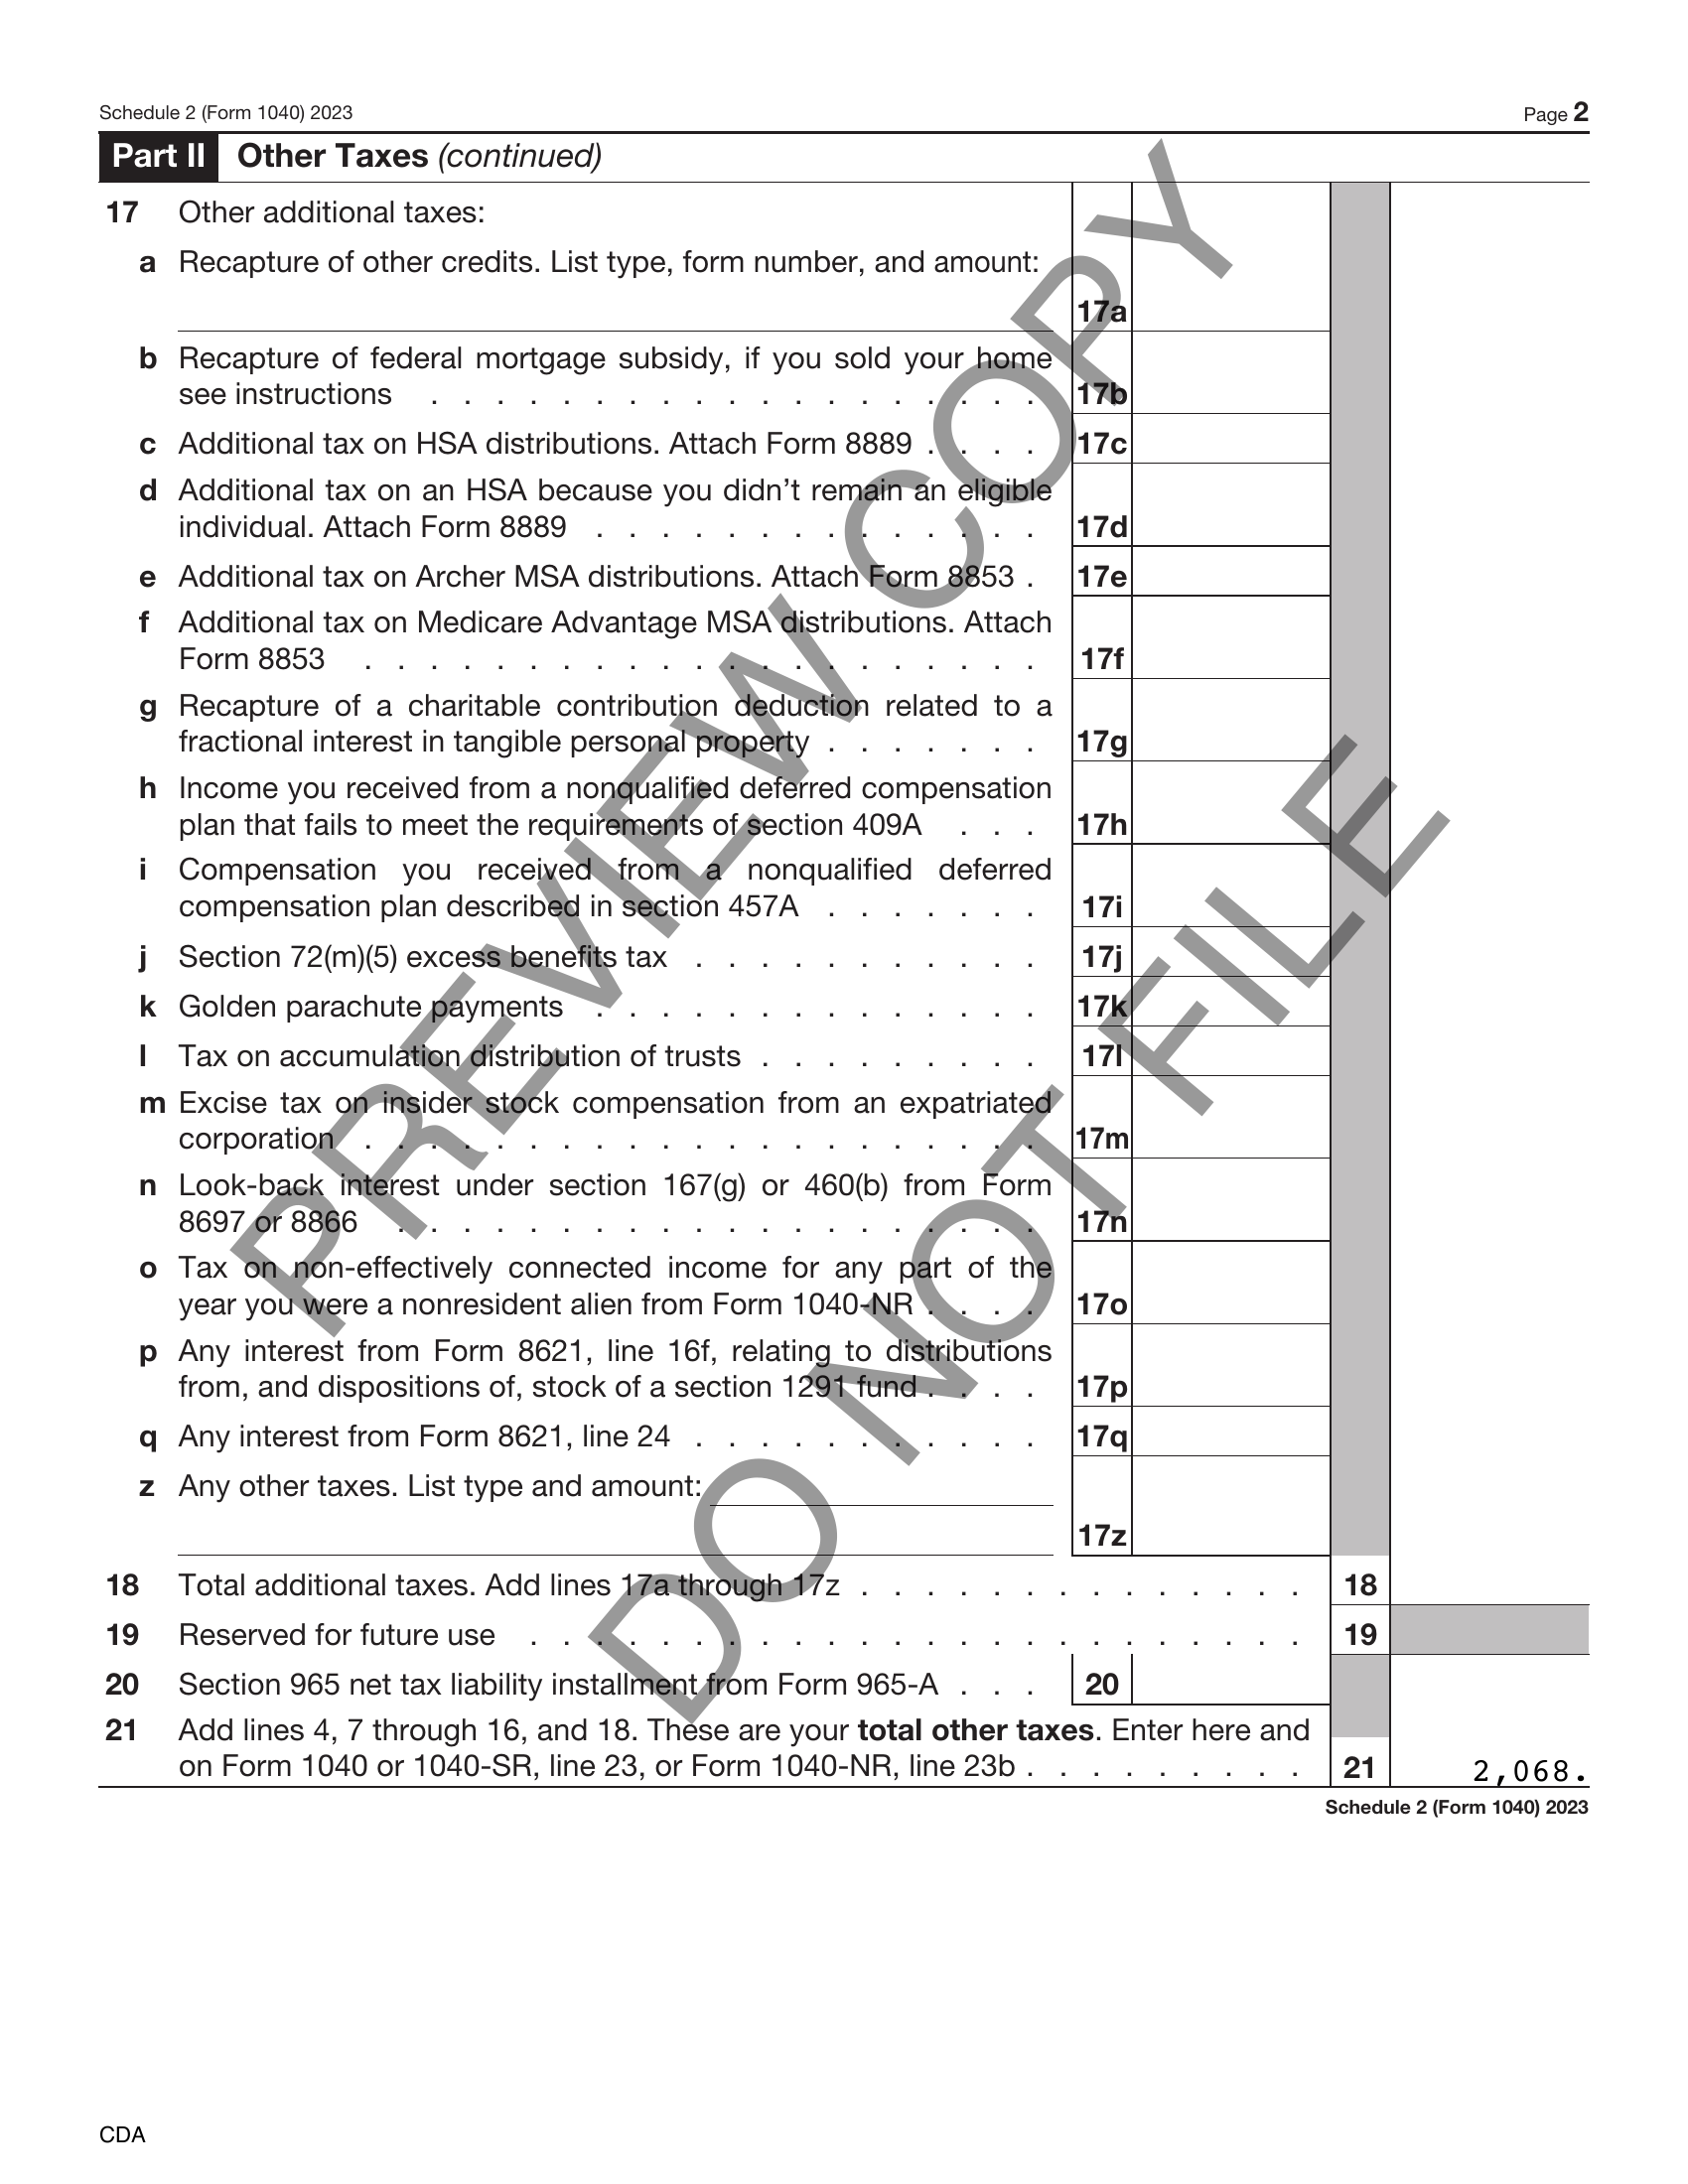 Schedule 2 (Form 1040) 2023 Page 2
Part II Other Taxes (continued)
17 Other additional taxes:
a Recapture of other credits. List type, form number, and amount:
17a
b Recapture of federal mortgage subsidy, if you sold your home
see instructions . . . . . . . . . . . . . . . . . . . 17b
c Additional tax on HSA distributions. Attach Form 8889 . . . . 17c
d Additional tax on an HSA because you didn’t remain an eligible
individual. Attach Form 8889 . . . . . . . . . . . . . . 17d
e Additional tax on Archer MSA distributions. Attach Form 8853 . 17e
f Additional tax on Medicare Advantage MSA distributions. Attach
Form 8853 . . . . . . . . . . . . . . . . . . . . . 17f
g Recapture of a charitable contribution deduction related to a
fractional interest in tangible personal property . . . . . . . 17g
h Income you received from a nonqualified deferred compensation
plan that fails to meet the requirements of section 409A . . . 17h
i Compensation you received from a nonqualified deferred
compensation plan described in section 457A . . . . . . . 17i
j Section 72(m)(5) excess benefits tax . . . . . . . . . . . 17j
k Golden parachute payments . . . . . . . . . . . . . . 17k
l Tax on accumulation distribution of trusts . . . . . . . . . 17l
m Excise tax on insider stock compensation from an expatriated
corporation . . . . . . . . . . . . . . . . . . . . . 17m
n Look-back interest under section 167(g) or 460(b) from Form
8697 or 8866 . . . . . . . . . . . . . . . . . . . . 17n
o Tax on non-effectively connected income for any part of the
year you were a nonresident alien from Form 1040-NR . . . . 17o
p Any interest from Form 8621, line 16f, relating to distributions
from, and dispositions of, stock of a section 1291 fund . . . . 17p
q Any interest from Form 8621, line 24 . . . . . . . . . . . 17q
z Any other taxes. List type and amount:
17z
18 Total additional taxes. Add lines 17a through 17z . . . . . . . . . . . . . . 18
19 Reserved for future use . . . . . . . . . . . . . . . . . . . . . . . . 19
20 Section 965 net tax liability installment from Form 965-A . . . 20
21 Add lines 4, 7 through 16, and 18. These are your total other taxes. Enter here and
on Form 1040 or 1040-SR, line 23, or Form 1040-NR, line 23b . . . . . . . . . 21 2,068.
Schedule 2 (Form 1040) 2023
CDA
PREVIEW COPY
DO NOT FILE